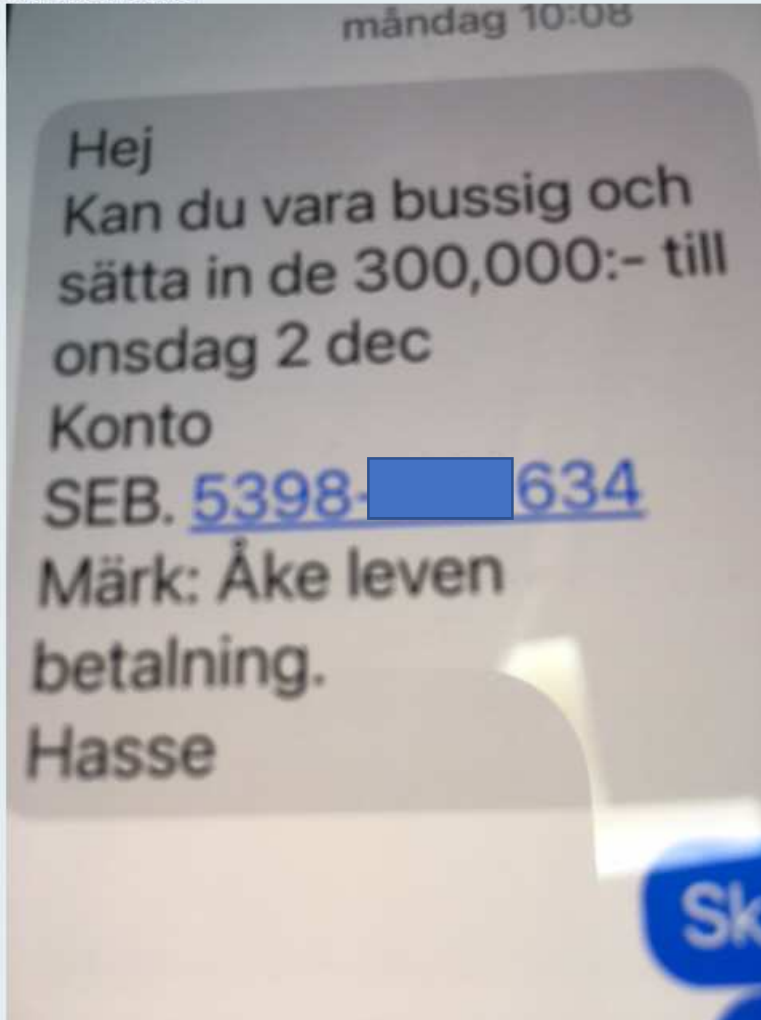 måndag 10:08
Hej
Kan du vara bussig och
sätta in de 300,000:- till
onsdag 2 dec
Konto
SEB. 5398- 634
Märk: Åke leven
betalning.
Hasse
Sk